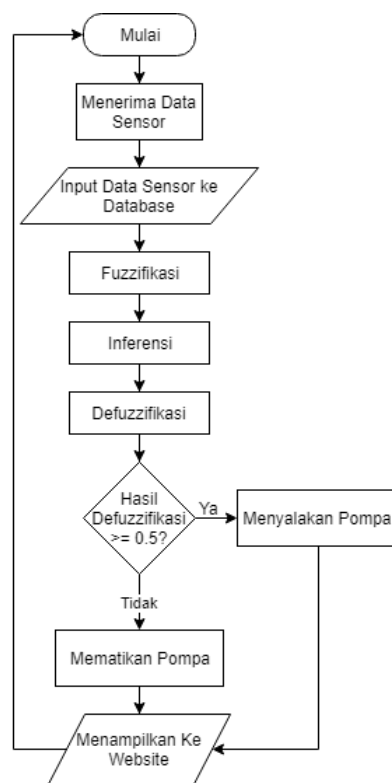 Mulai
Menerima Data
Sensor
Input Data Sensor ke
Database
Fuzzifikasi
Inferensi
Defuzzifikasi
Hasil
Defuzzifikasi
>= 0.5?
Ya
Menyalakan Pompa
Tidak
Mematikan Pompa
Menampilkan Ke
Website